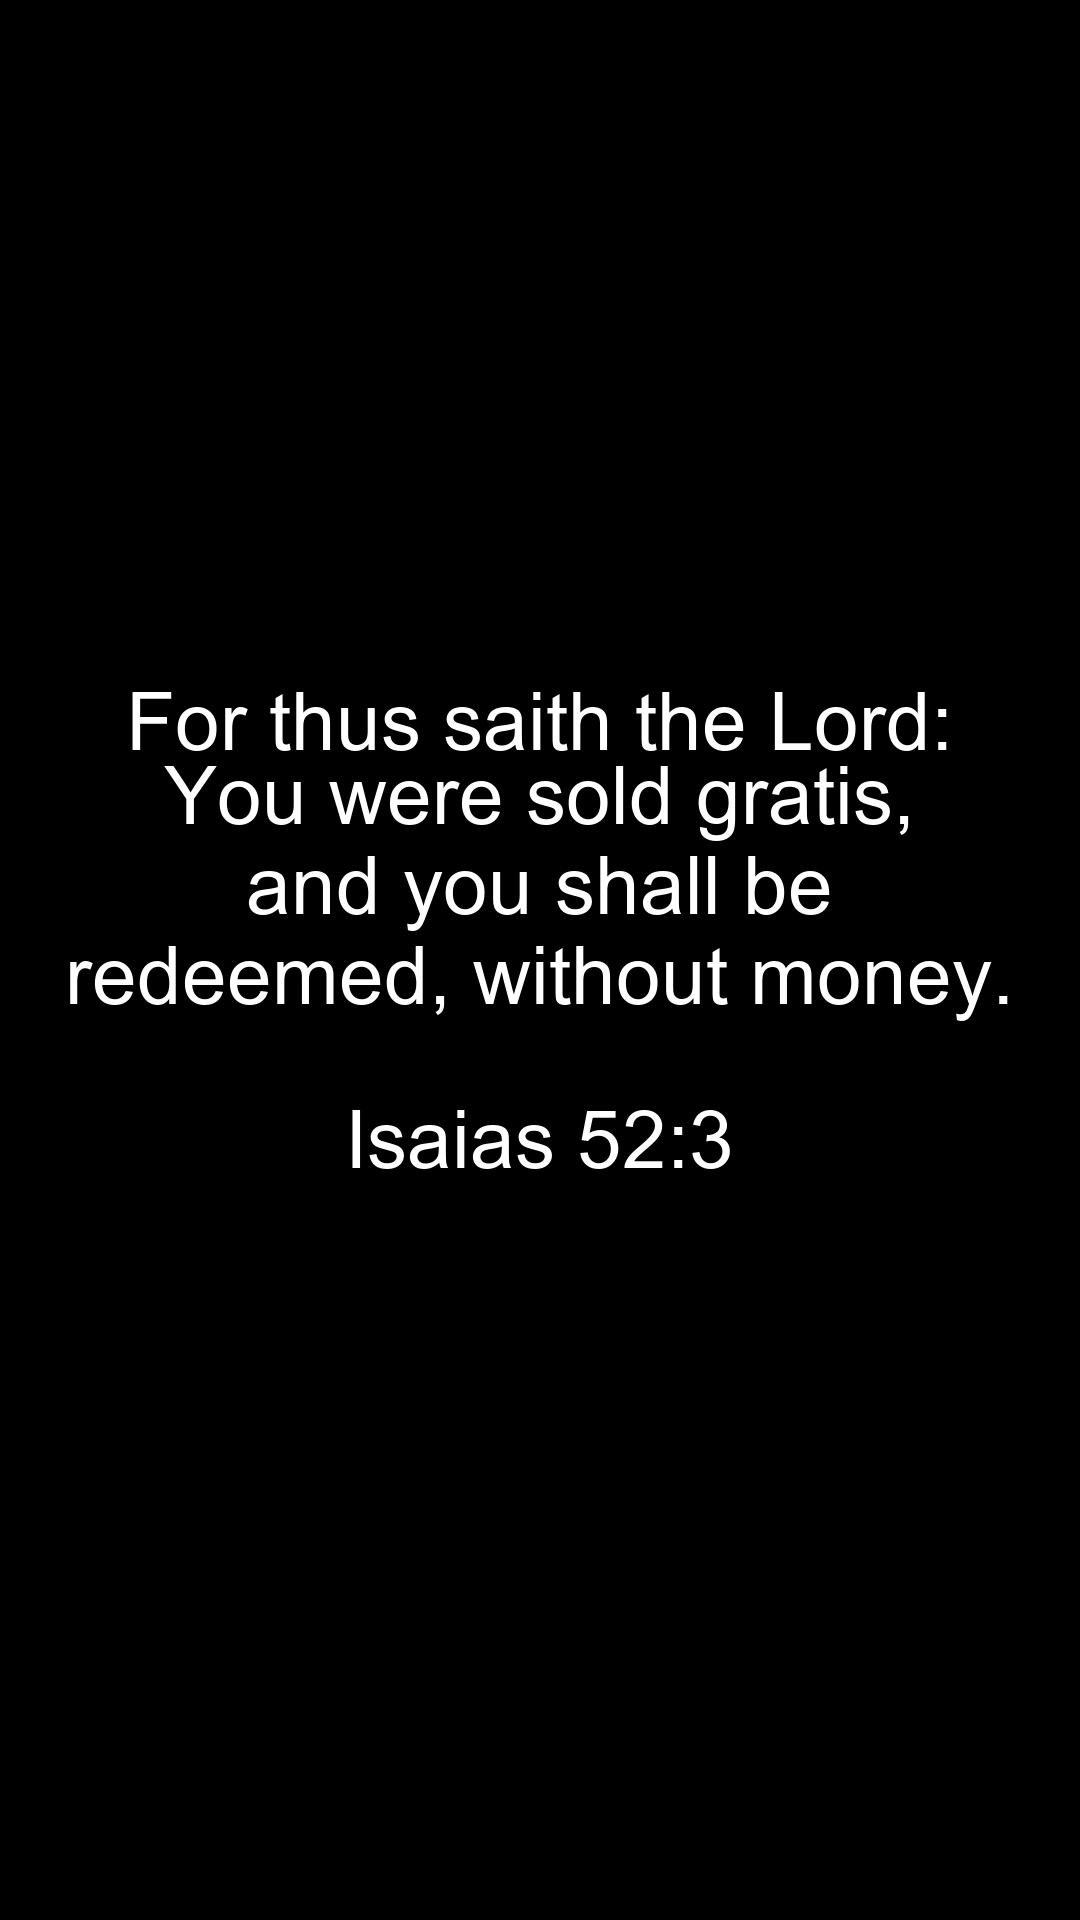 For thus saith the Lord:
You were sold gratis,
and you shall be
redeemed, without money.
Isaias 52:3